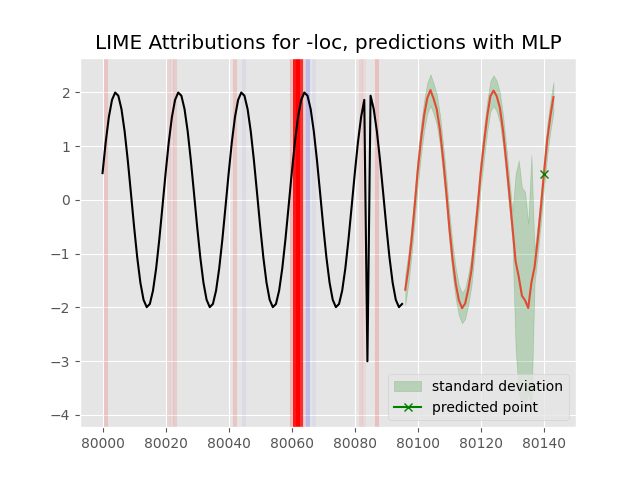 LIME Attributions for -loc, predictions with MLP
2
1
0
−1
−2
−3
−4
standard deviation
predicted point
80000 80020 80040 80060 80080 80100 80120 80140